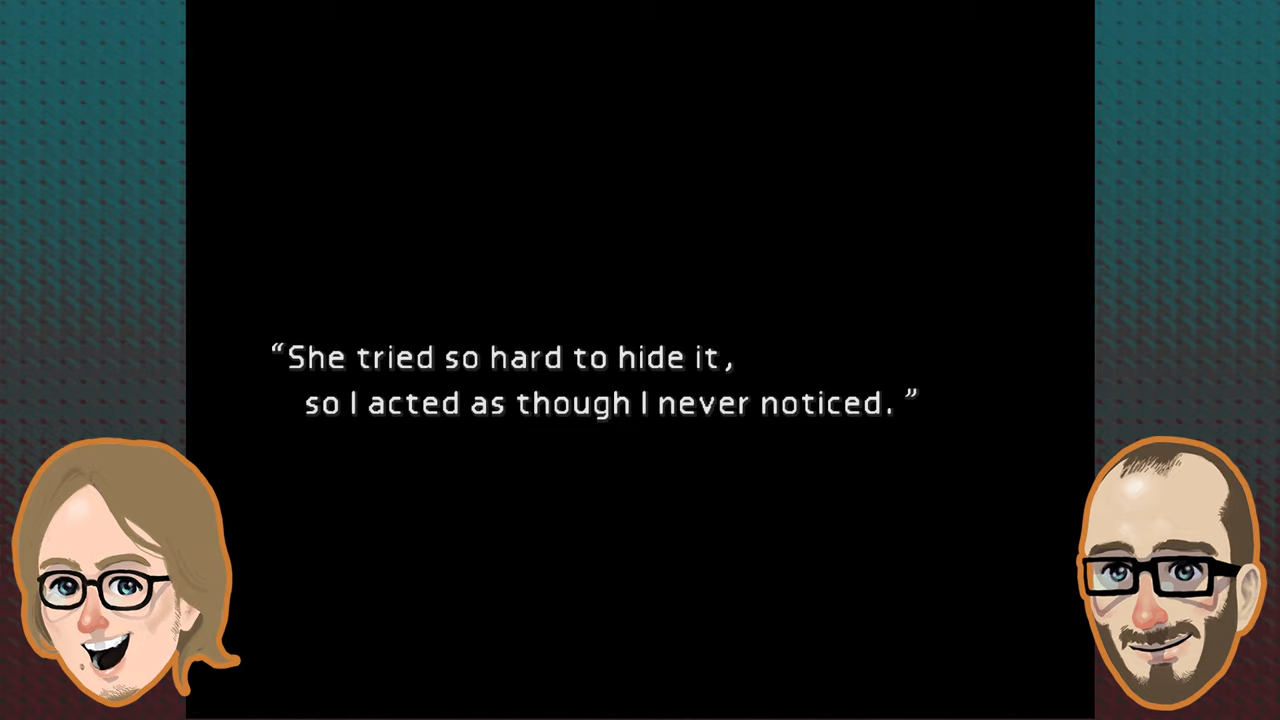 “She tried so hard to hide it,
so I acted as though I never noticed. ”